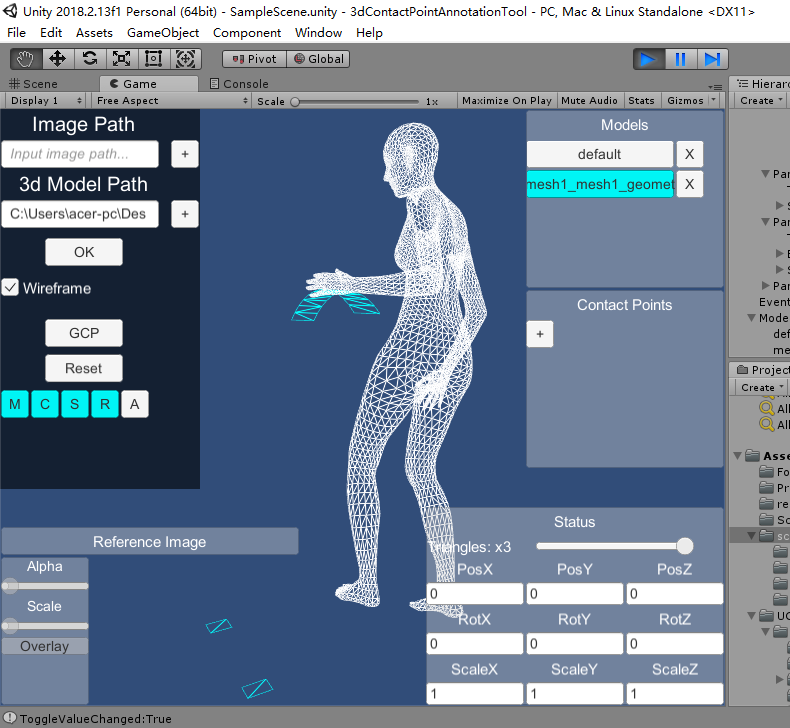 Unity 2018.2.13f1 Personal (64bit) - SampleScene.unity - 3dContactPointAnnotationTool - PC, Mac & Linux Standalone <DX11>
File Edit Assets GameObject Component Window Help
Pivot Global
Scene Game Console
Display 1 Free Aspect Scale 1x Maximize On Play Mute Audio Stats Gizmos
Image Path
Input image path...
+
3d Model Path
C:\Users\acer-pc\Des
+
OK
Wireframe
GCP
Reset
M C S R A
Models
default X
mesh1_mesh1_geomet X
Contact Points
+
Reference Image
Alpha
Scale
Overlay
Status
Triangles: x3
PosX PosY PosZ
0 0 0
RotX RotY RotZ
0 0 0
ScaleX ScaleY ScaleZ
1 1 1
Hierarc
Create
Par
S
Par
E
S
Par
Event
Mode
def
me
Project
Create
All
All
All
Asse
Fo
Pr
re
Sc
sc
UG
ToggleValueChanged:True